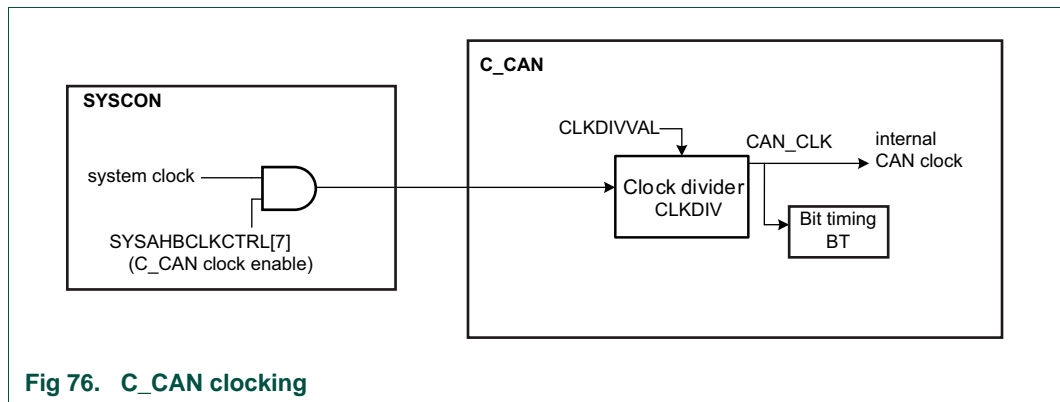 C_CAN
SYSCON
CLKDIVVAL
CAN_CLK
internal
CAN clock
system clock
Clock divider
CLKDIV
Bit timing
BT
SYSAHBCLKCTRL[7]
(C_CAN clock enable)
Fig 76. C_CAN clocking